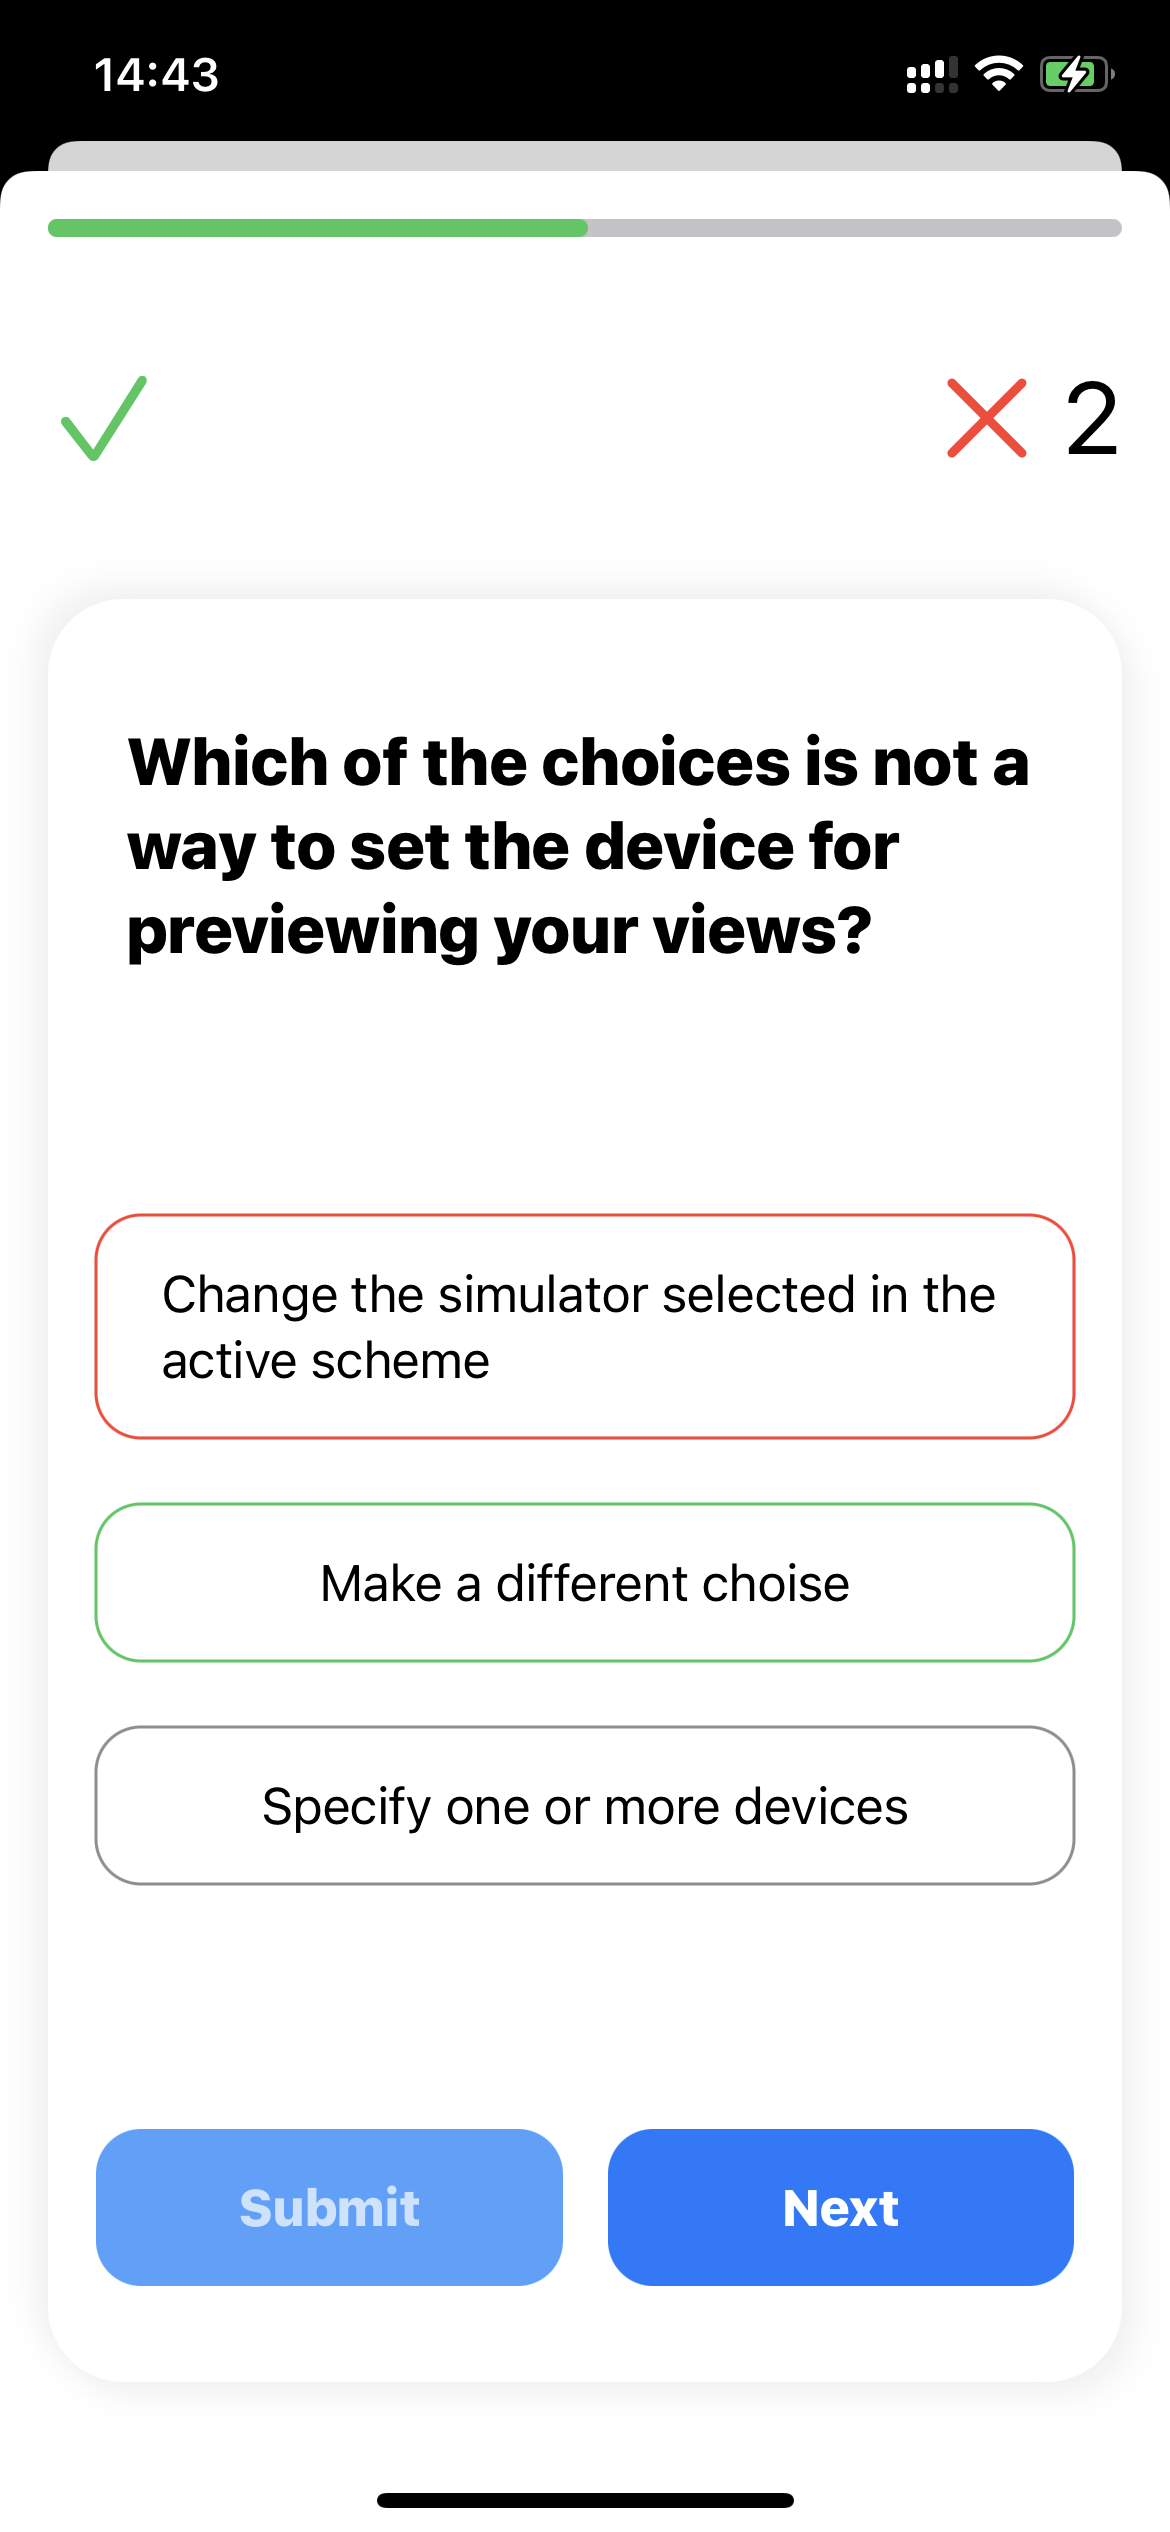 14:43
2
Which of the choices is not a
way to set the device for
previewing your views?
Change the simulator selected in the
active scheme
Make a different choise
Specify one or more devices
Submit
Next